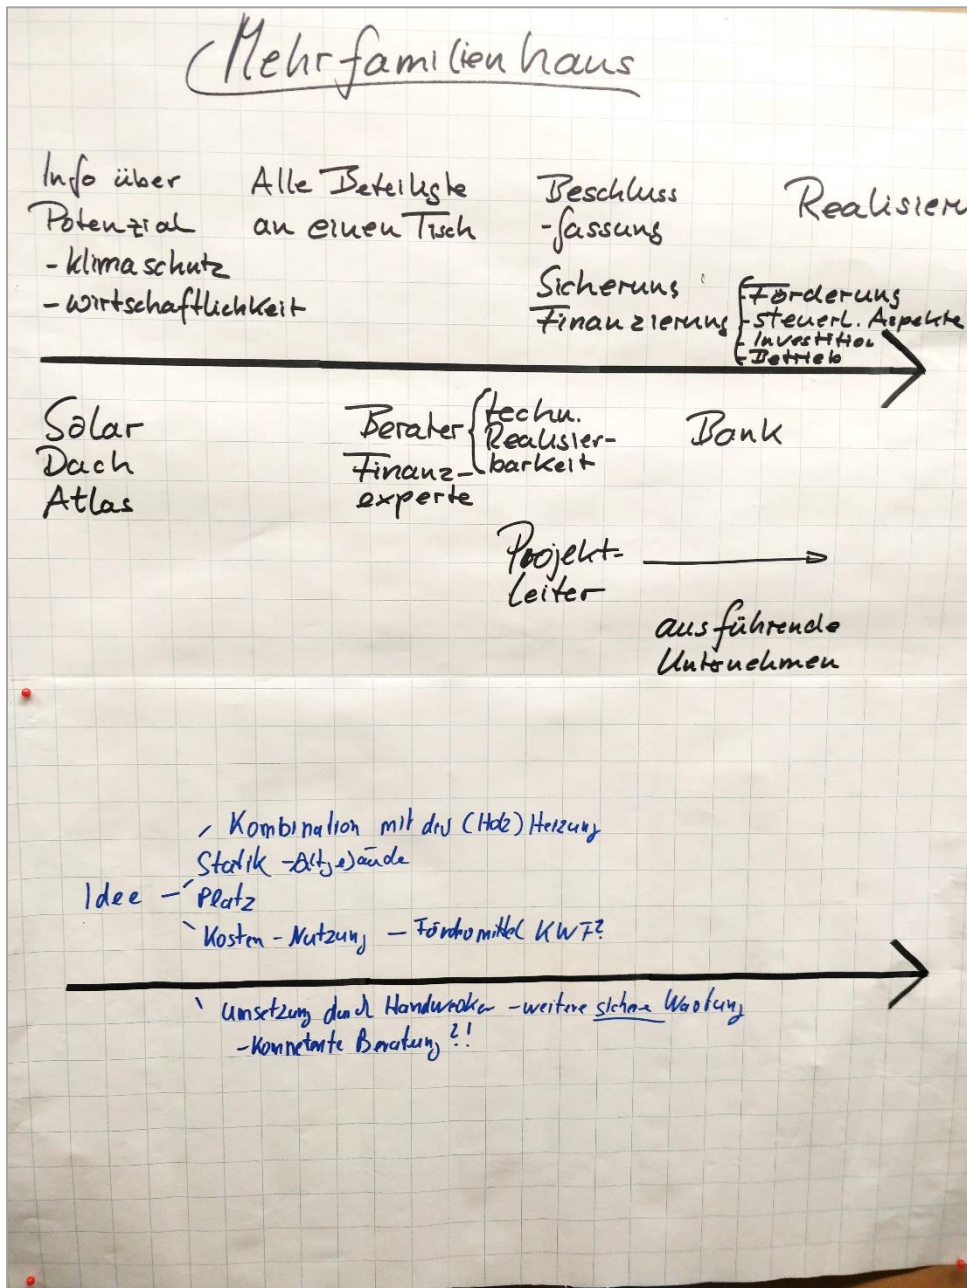 Mehrfamilienhaus
Info über
Potenzial
- klimaschutz
- wirtschaftlichkeit
Alle Beteiligte
an einen Tisch
Beschluss
-fassung
Sicherung
Finanzierung
Förderung
- steuerl. Aspekte
- Investition
- Betrieb
Realisieru
Solar
Dach
Atlas
Berater
Finanz-
experte
techn.
Realisier-
barkeit
Bank
Projekt-
Leiter
ausführende
Unternehmen
Kombination mit der (Holz) Heizung
Statik - Altgebäude
Idee - Platz
Kosten - Nutzung - Fördermittel KWF?
Umsetzung durch Handwerker - weitere sichere Wartung
- Kompetente Beratung?!